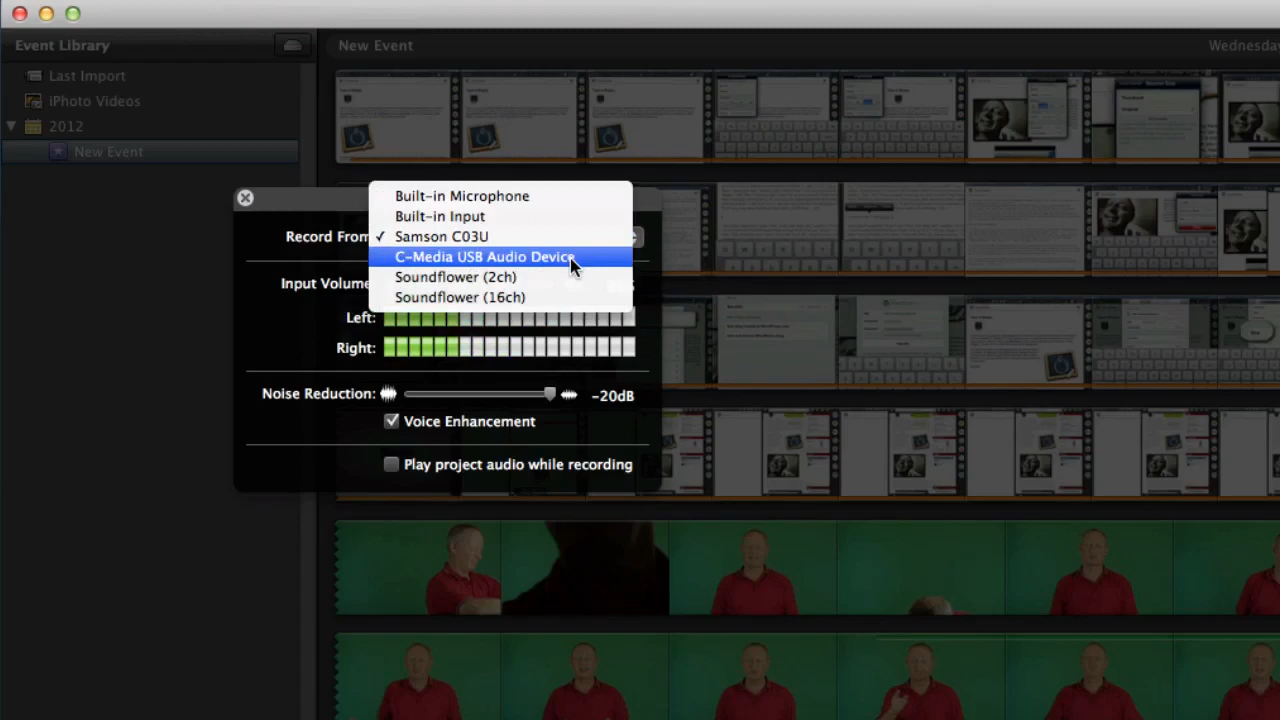 Event Library
New Event
Wednesday
Last Import
iPhoto Videos
2012
New Event
Built-in Microphone
Built-in Input
Record From
✓ Samson C03U
C-Media USB Audio Device
Soundflower (2ch)
Soundflower (16ch)
Input Volume
Left:
Right:
Noise Reduction:
-20dB
Voice Enhancement
Play project audio while recording